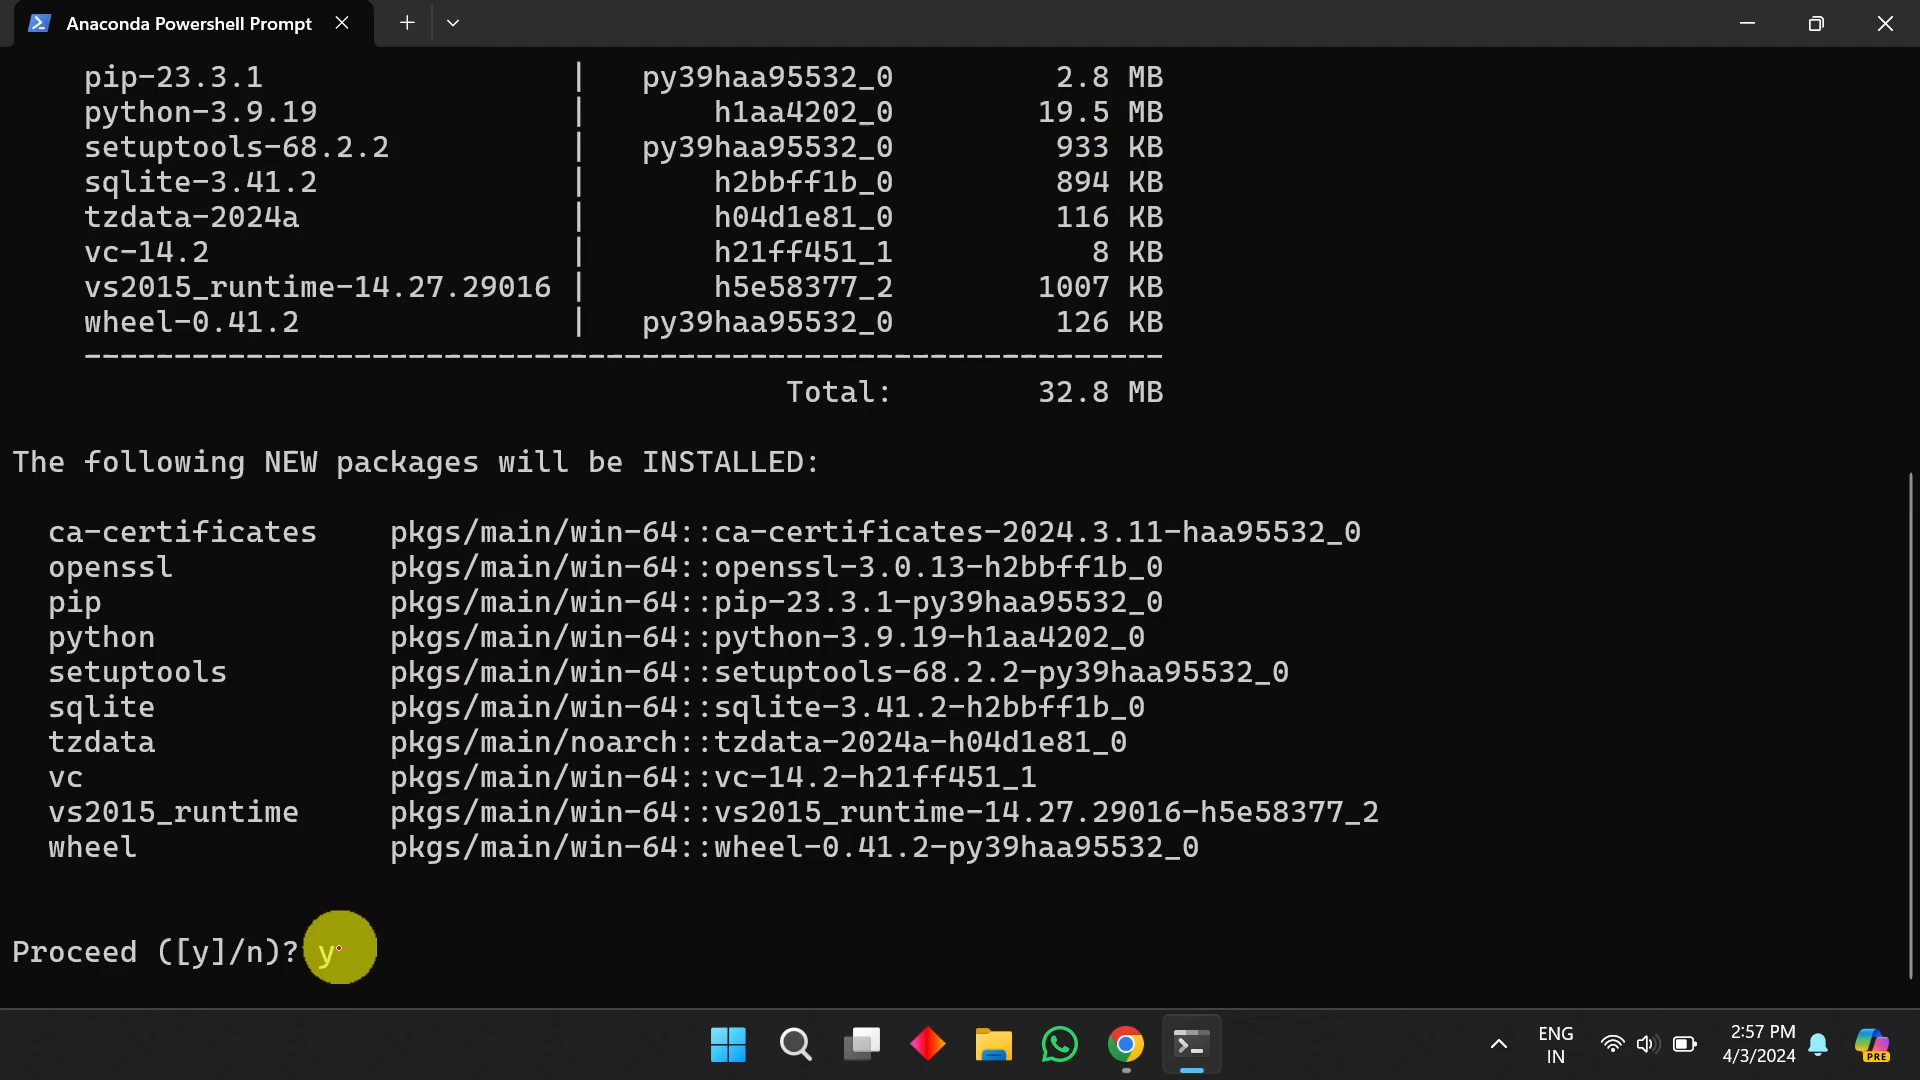 Anaconda Powershell Prompt
pip-23.3.1 | py39haa95532_0 2.8 MB
python-3.9.19 | h1aa4202_0 19.5 MB
setuptools-68.2.2 | py39haa95532_0 933 KB
sqlite-3.41.2 | h2bbff1b_0 894 KB
tzdata-2024a | h04d1e81_0 116 KB
vc-14.2 | h21ff451_1 8 KB
vs2015_runtime-14.27.29016 | h5e58377_2 1007 KB
wheel-0.41.2 | py39haa95532_0 126 KB
------------------------------------------------------------
Total: 32.8 MB
The following NEW packages will be INSTALLED:
ca-certificates pkgs/main/win-64::ca-certificates-2024.3.11-haa95532_0
openssl pkgs/main/win-64::openssl-3.0.13-h2bbff1b_0
pip pkgs/main/win-64::pip-23.3.1-py39haa95532_0
python pkgs/main/win-64::python-3.9.19-h1aa4202_0
setuptools pkgs/main/win-64::setuptools-68.2.2-py39haa95532_0
sqlite pkgs/main/win-64::sqlite-3.41.2-h2bbff1b_0
tzdata pkgs/main/noarch::tzdata-2024a-h04d1e81_0
vc pkgs/main/win-64::vc-14.2-h21ff451_1
vs2015_runtime pkgs/main/win-64::vs2015_runtime-14.27.29016-h5e58377_2
wheel pkgs/main/win-64::wheel-0.41.2-py39haa95532_0
Proceed ([y]/n)? y
ENG
IN
2:57 PM
4/3/2024
PRE